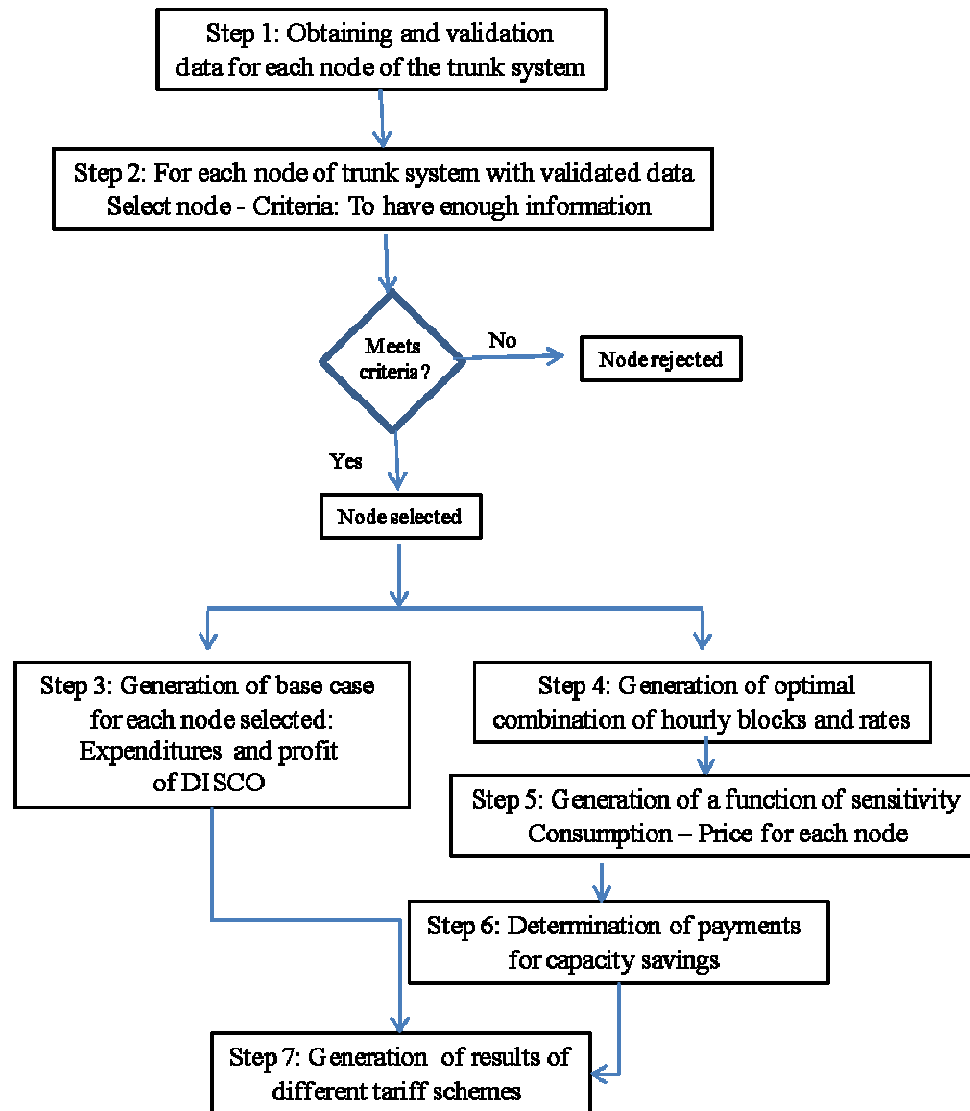 Step 1: Obtaining and validation
data for each node of the trunk system
Step 2: For each node of trunk system with validated data
Select node - Criteria: To have enough information
Meets
criteria?
No
Node rejected
Yes
Node selected
Step 3: Generation of base case
for each node selected:
Expenditures and profit
of DISCO
Step 4: Generation of optimal
combination of hourly blocks and rates
Step 5: Generation of a function of sensitivity
Consumption – Price for each node
Step 6: Determination of payments
for capacity savings
Step 7: Generation of results of
different tariff schemes